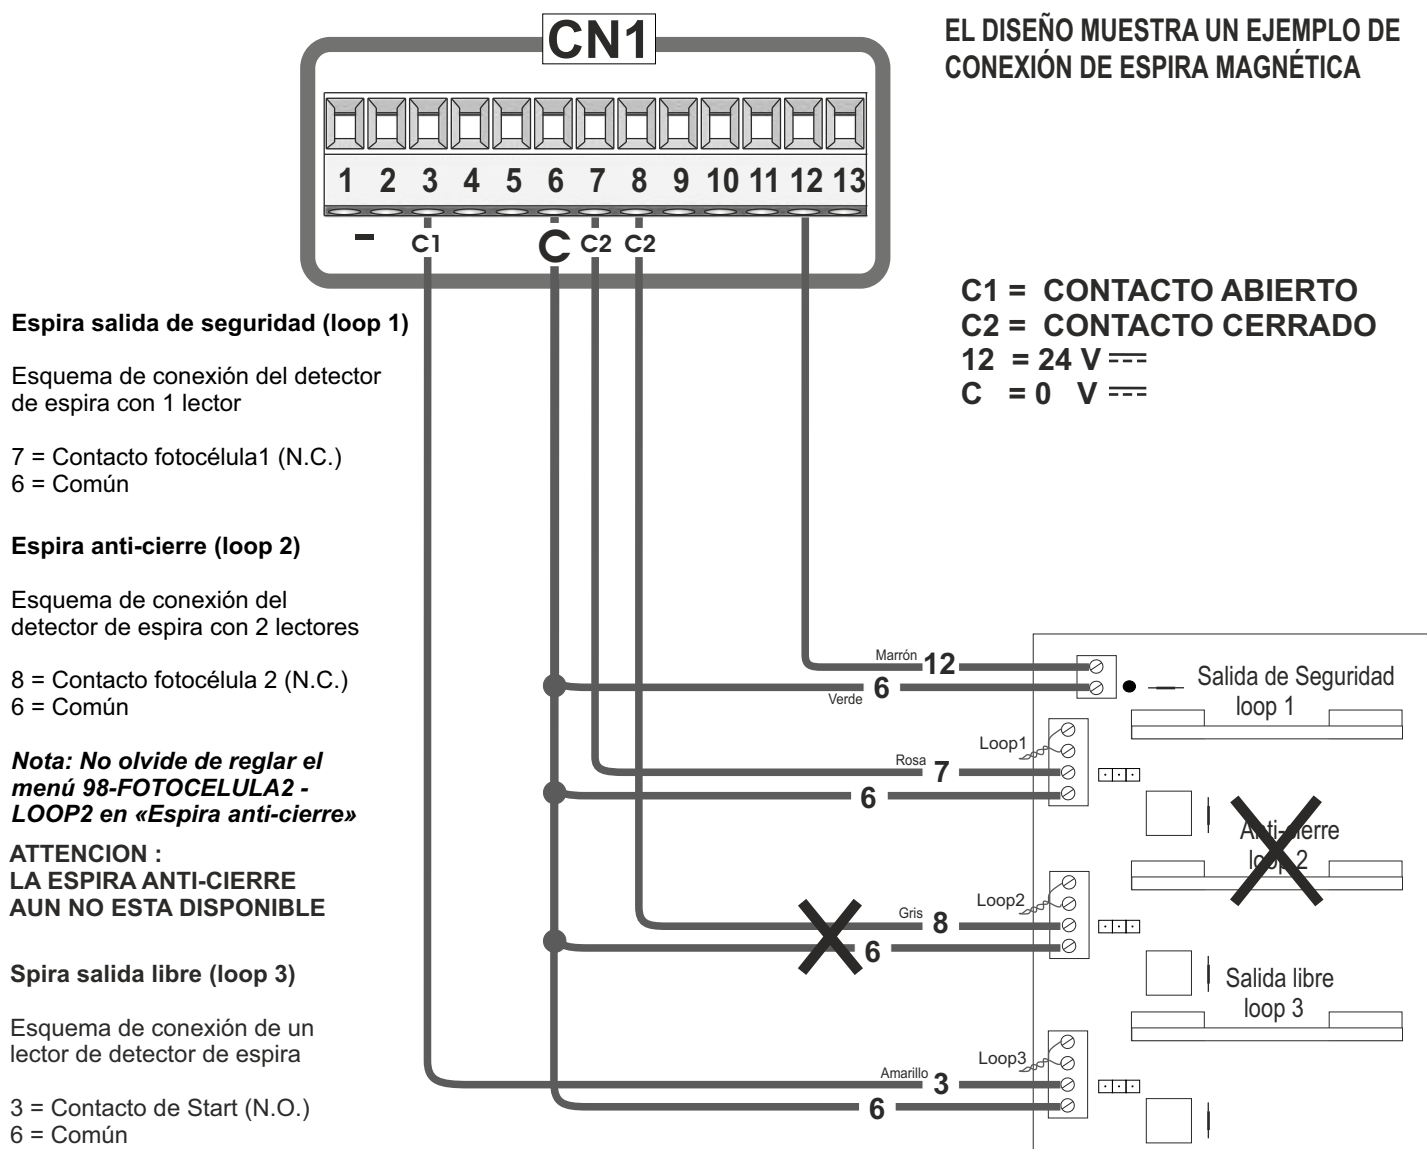 CN1
EL DISEÑO MUESTRA UN EJEMPLO DE
CONEXIÓN DE ESPIRA MAGNÉTICA
1 2 3 4 5 6 7 8 9 10 11 12 13
- C1 C C2 C2
C1 = CONTACTO ABIERTO
C2 = CONTACTO CERRADO
12 = 24 V
C = 0 V
Espira salida de seguridad (loop 1)
Esquema de conexión del detector
de espira con 1 lector
7 = Contacto fotocélula1 (N.C.)
6 = Común
Espira anti-cierre (loop 2)
Esquema de conexión del
detector de espira con 2 lectores
8 = Contacto fotocélula 2 (N.C.)
6 = Común
Nota: No olvide de reglar el
menú 98-FOTOCELULA2 -
LOOP2 en «Espira anti-cierre»
ATTENCION :
LA ESPIRA ANTI-CIERRE
AUN NO ESTA DISPONIBLE
Spira salida libre (loop 3)
Esquema de conexión de un
lector de detector de espira
3 = Contacto de Start (N.O.)
6 = Común
Marrón 12
Verde 6
Salida de Seguridad
loop 1
Loop1
Rosa 7
6
Anti-cierre
loop 2
Loop2
Gris 8
6
Salida libre
loop 3
Loop3
Amarillo 3
6